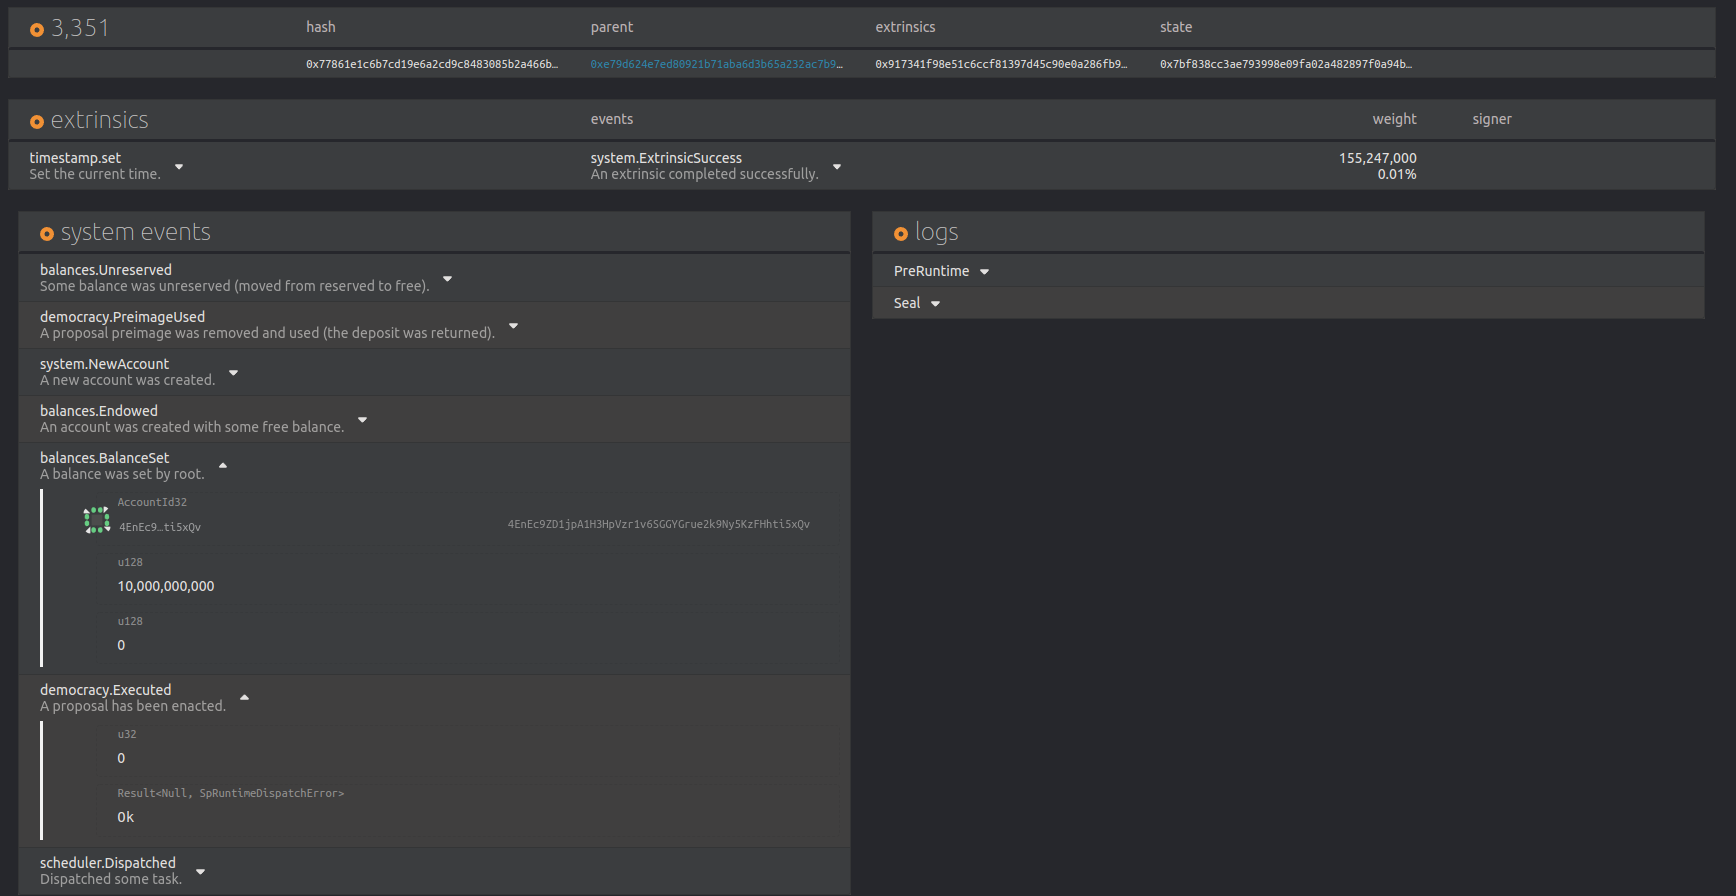 3,351 hash parent extrinsics state
0x77861e1c6b7cd19e6a2cd9c8483085b2a466b… 0xe79d624e7ed80921b71aba6d3b65a232ac7b9… 0x917341f98e51c6ccf81397d45c90e0a286fb9… 0x7bf838cc3ae793998e09fa02a482897f0a94b…
extrinsics events weight signer
timestamp.set system.ExtrinsicSuccess 155,247,000
Set the current time. An extrinsic completed successfully. 0.01%
system events
balances.Unreserved
Some balance was unreserved (moved from reserved to free).
democracy.PreimageUsed
A proposal preimage was removed and used (the deposit was returned).
system.NewAccount
A new account was created.
balances.Endowed
An account was created with some free balance.
balances.BalanceSet
A balance was set by root.
AccountId32
4EnEc9…ti5xQv 4EnEc9ZD1jpA1H3HpVzr1v6SGGYGrue2k9Ny5KzFHhti5xQv
u128
10,000,000,000
u128
0
democracy.Executed
A proposal has been enacted.
u32
0
Result<Null, SpRuntimeDispatchError>
Ok
scheduler.Dispatched
Dispatched some task.
logs
PreRuntime
Seal